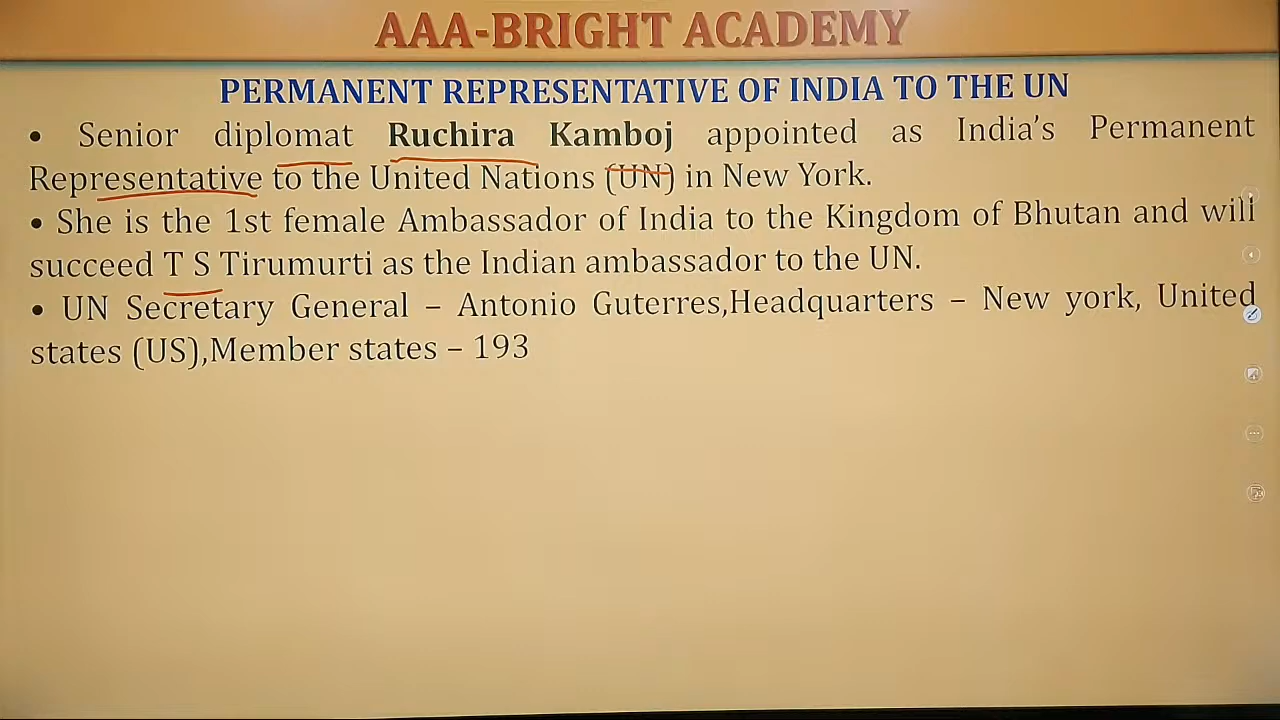 AAA-BRIGHT ACADEMY
PERMANENT REPRESENTATIVE OF INDIA TO THE UN
• Senior diplomat Ruchira Kamboj appointed as India's Permanent
Representative to the United Nations (UN) in New York.
• She is the 1st female Ambassador of India to the Kingdom of Bhutan and will
succeed T S Tirumurti as the Indian ambassador to the UN.
• UN Secretary General – Antonio Guterres,Headquarters – New york, United
states (US),Member states – 193